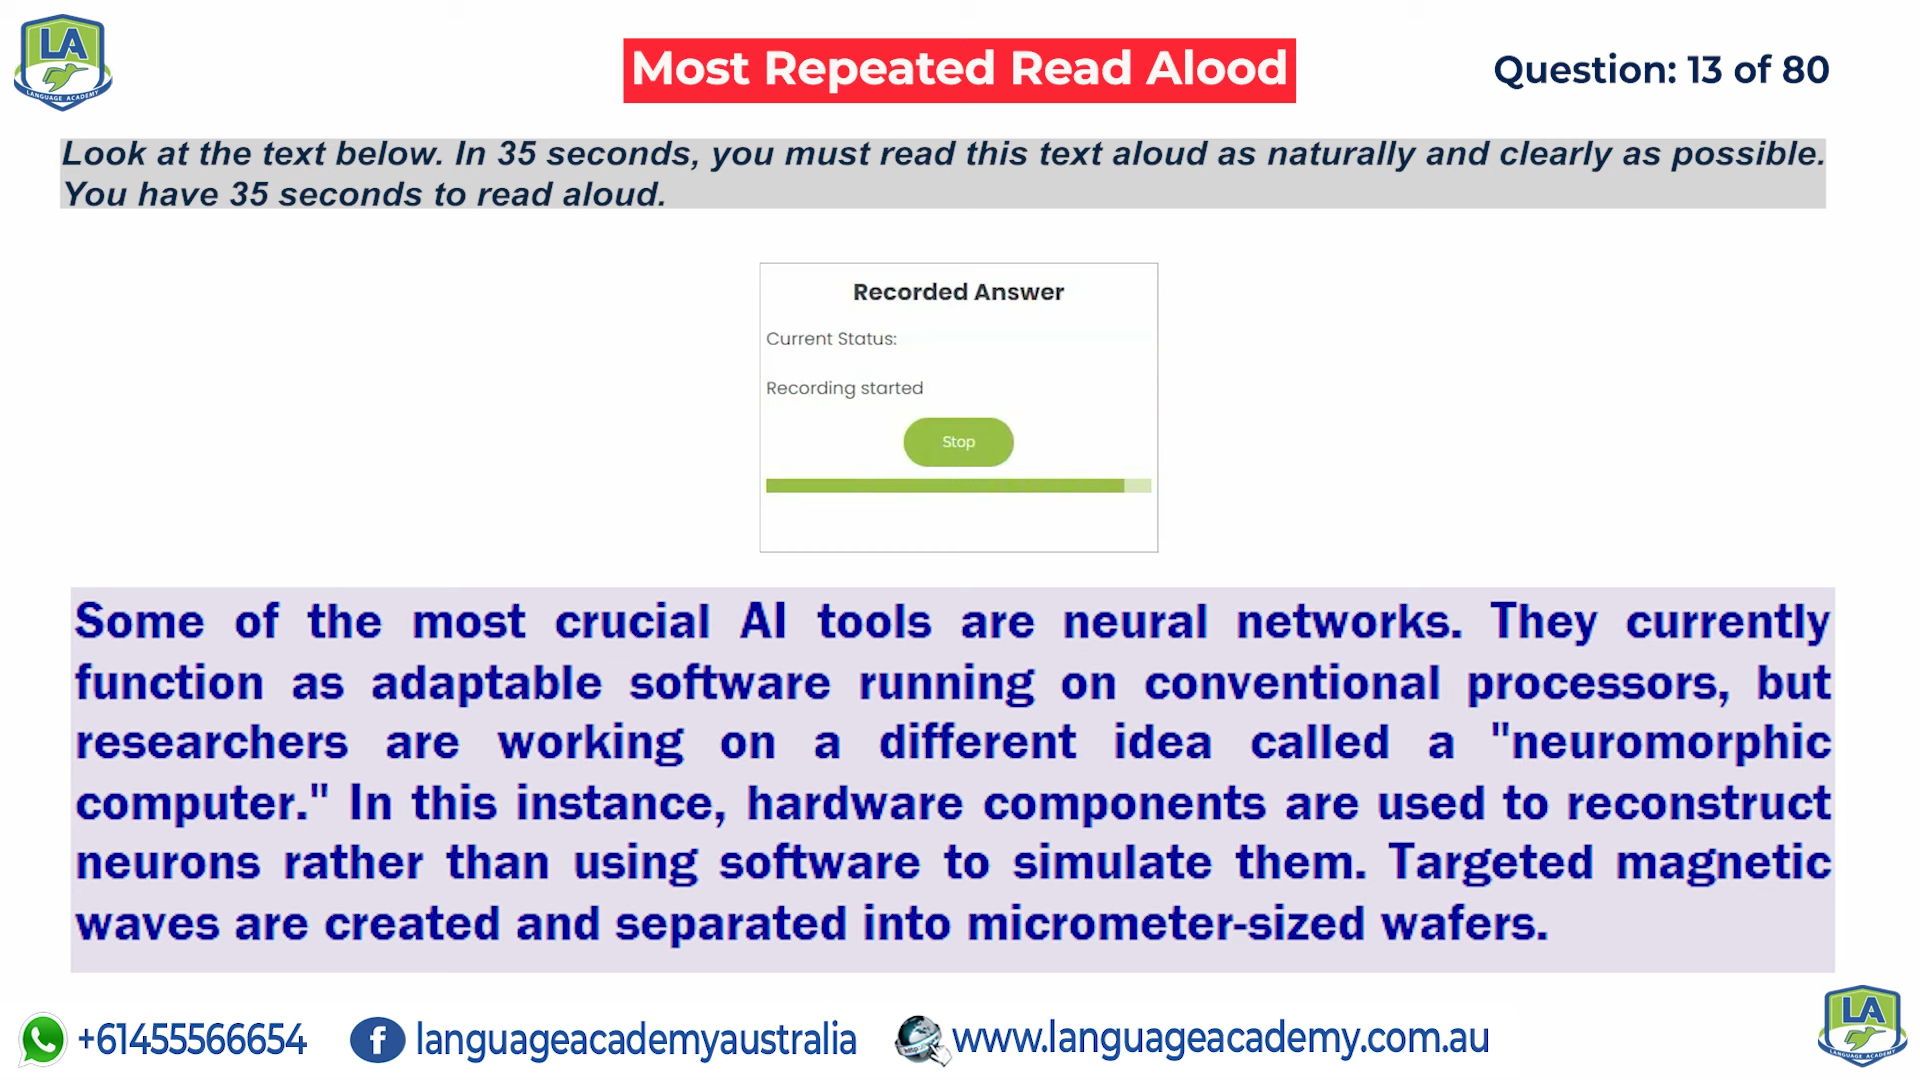 LA
LANGUAGE ACADEMY
Most Repeated Read Alood
Question: 13 of 80
Look at the text below. In 35 seconds, you must read this text aloud as naturally and clearly as possible.
You have 35 seconds to read aloud.
Recorded Answer
Current Status:
Recording started
Stop
Some of the most crucial AI tools are neural networks. They currently
function as adaptable software running on conventional processors, but
researchers are working on a different idea called a "neuromorphic
computer." In this instance, hardware components are used to reconstruct
neurons rather than using software to simulate them. Targeted magnetic
waves are created and separated into micrometer-sized wafers.
+61455566654
languageacademyaustralia
www.languageacademy.com.au
LA
LANGUAGE ACADEMY